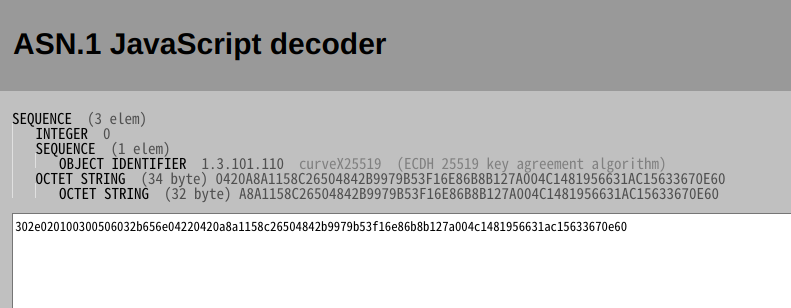 ASN.1 JavaScript decoder
SEQUENCE (3 elem)
INTEGER 0
SEQUENCE (1 elem)
OBJECT IDENTIFIER 1.3.101.110 curveX25519 (ECDH 25519 key agreement algorithm)
OCTET STRING (34 byte) 0420A8A1158C26504842B9979B53F16E86B8B127A004C1481956631AC15633670E60
OCTET STRING (32 byte) A8A1158C26504842B9979B53F16E86B8B127A004C1481956631AC15633670E60
302e020100300506032b656e04220420a8a1158c26504842b9979b53f16e86b8b127a004c1481956631ac15633670e60